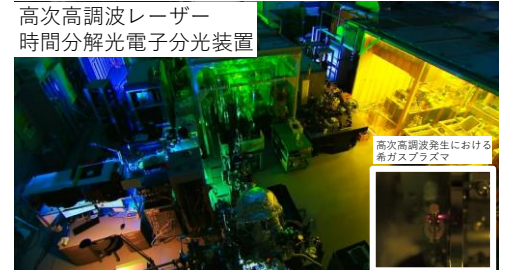 高次高調波レーザー
時間分解光電子分光装置
高次高調波発生における
希ガスプラズマ